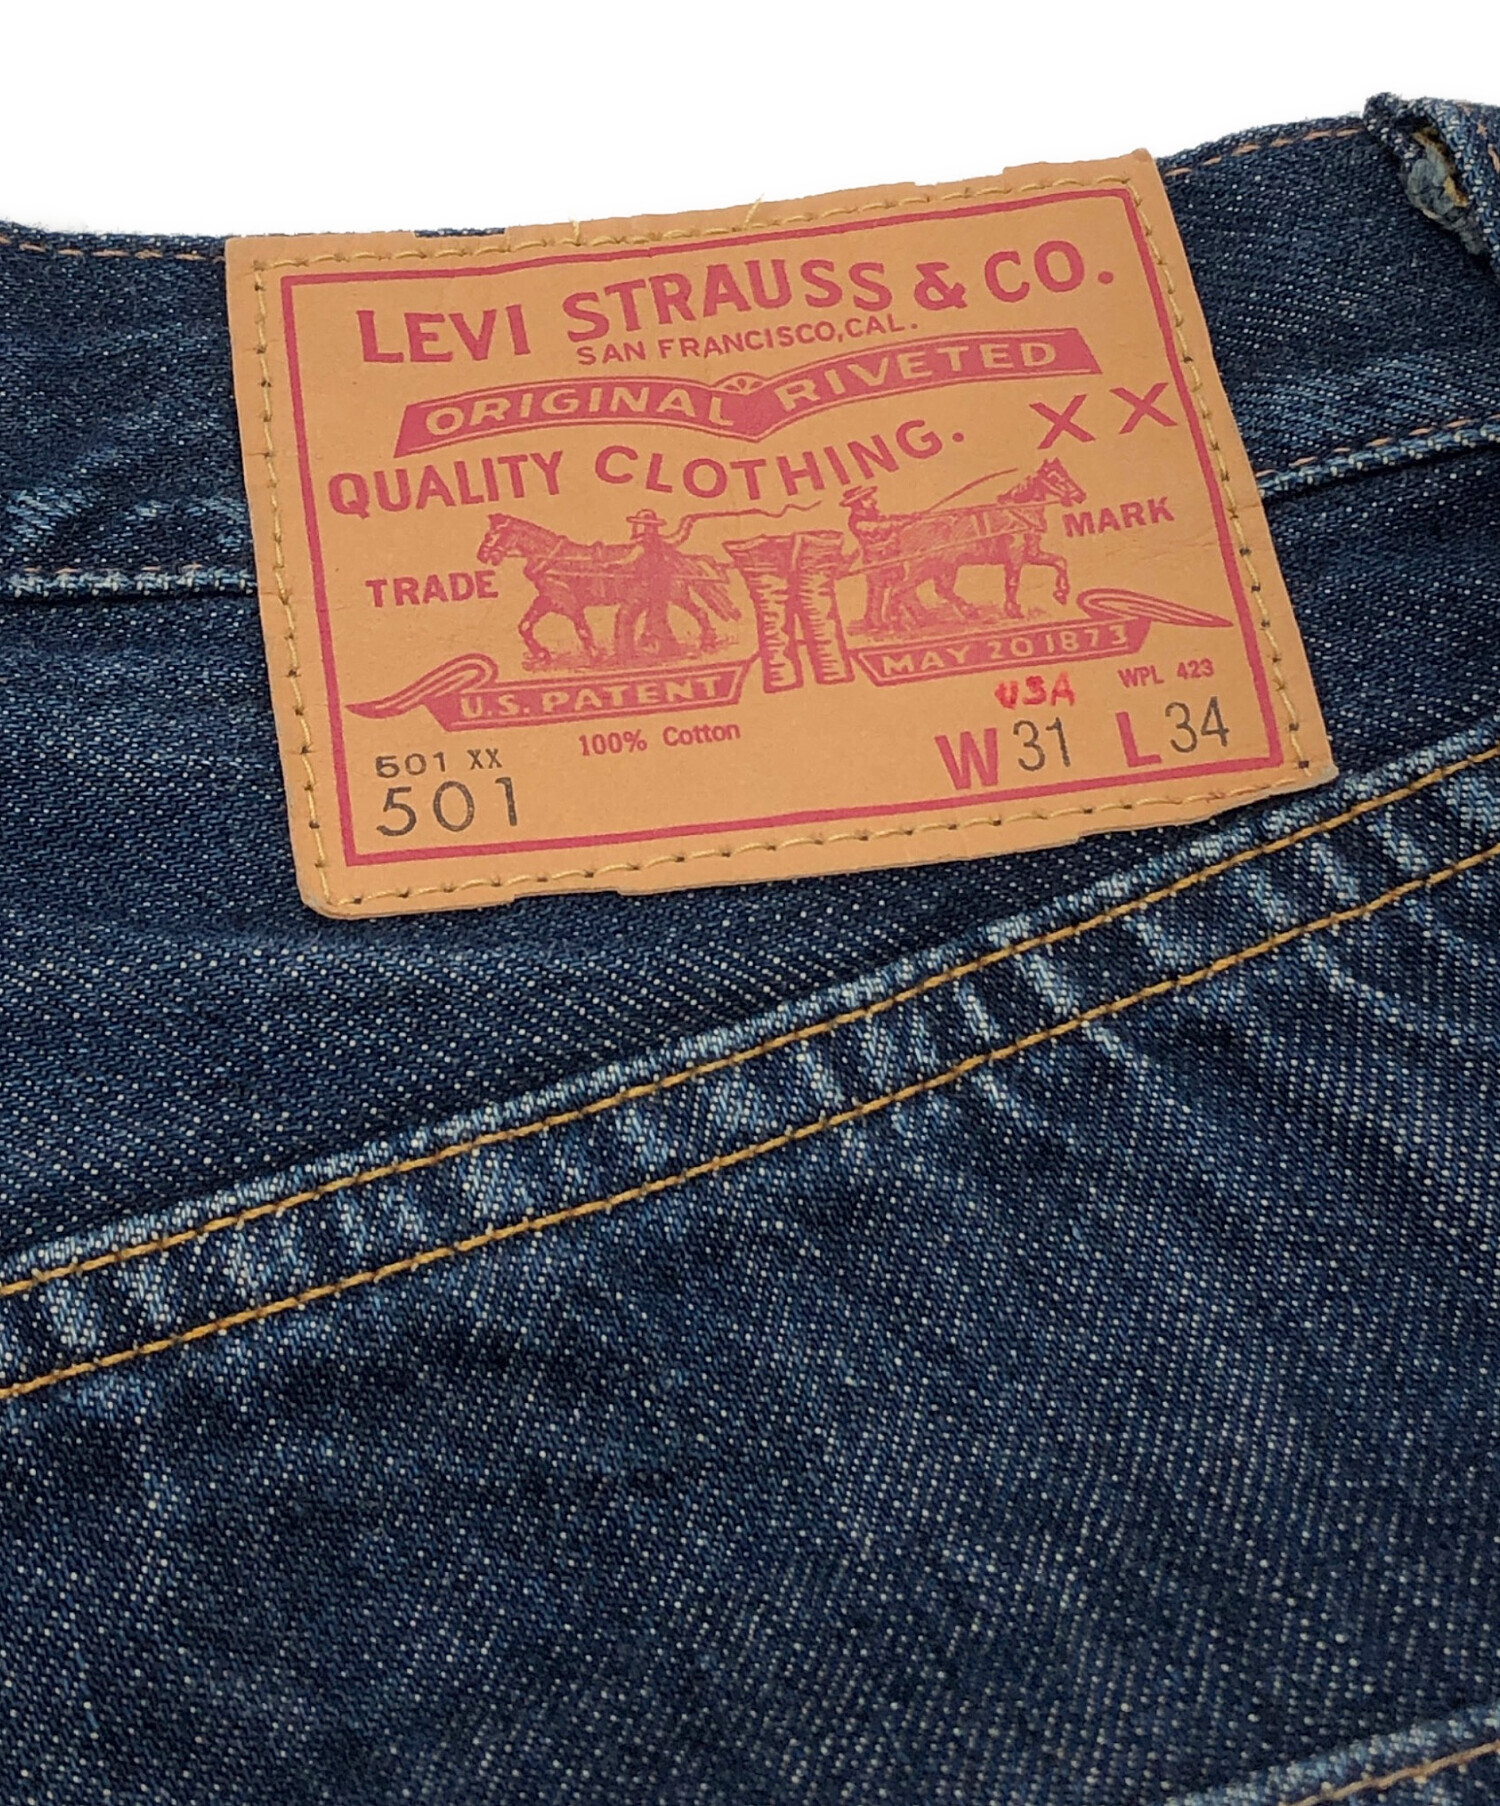 LEVI STRAUSS & CO.
SAN FRANCISCO, CAL.
ORIGINAL RIVETED
QUALITY CLOTHING. XX
TRADE MARK
U.S. PATENT MAY 20 1873
USA WPL 423
501 XX 100% Cotton
501 W 31 L 34